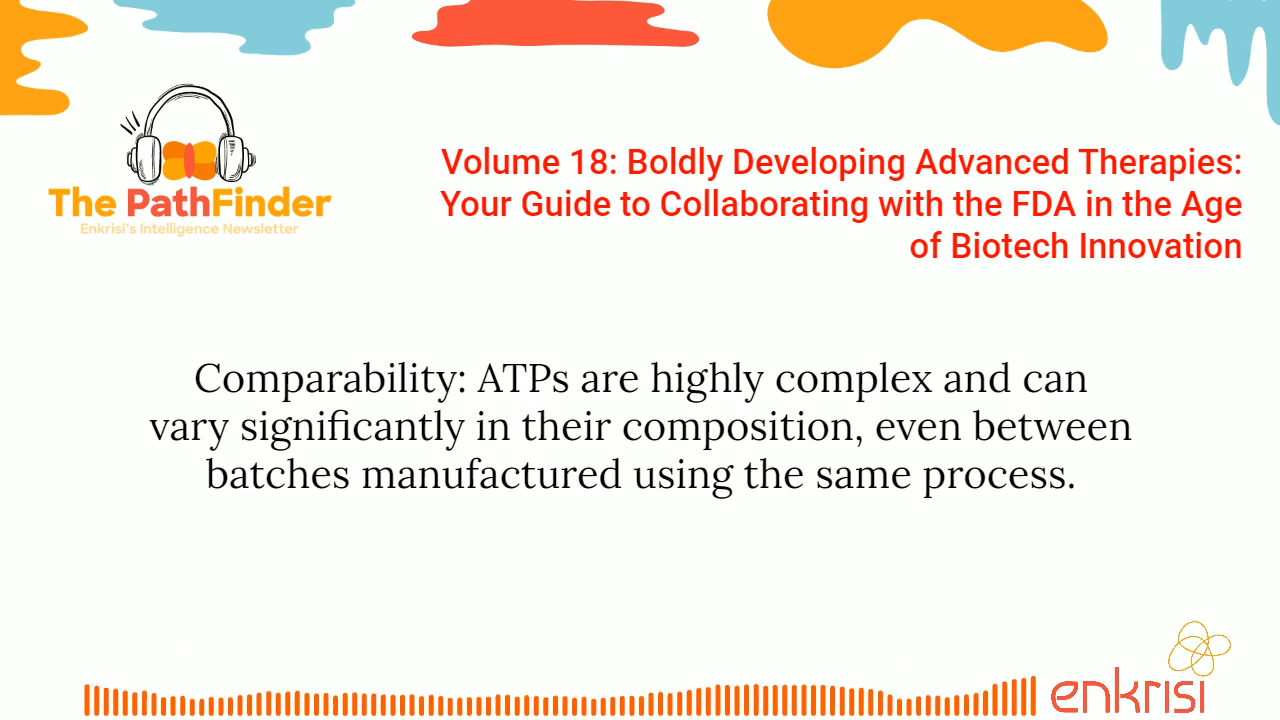 The PathFinder
Enkrisi's Intelligence Newsletter
Volume 18: Boldly Developing Advanced Therapies:
Your Guide to Collaborating with the FDA in the Age
of Biotech Innovation
Comparability: ATPs are highly complex and can
vary significantly in their composition, even between
batches manufactured using the same process.
enkrisi